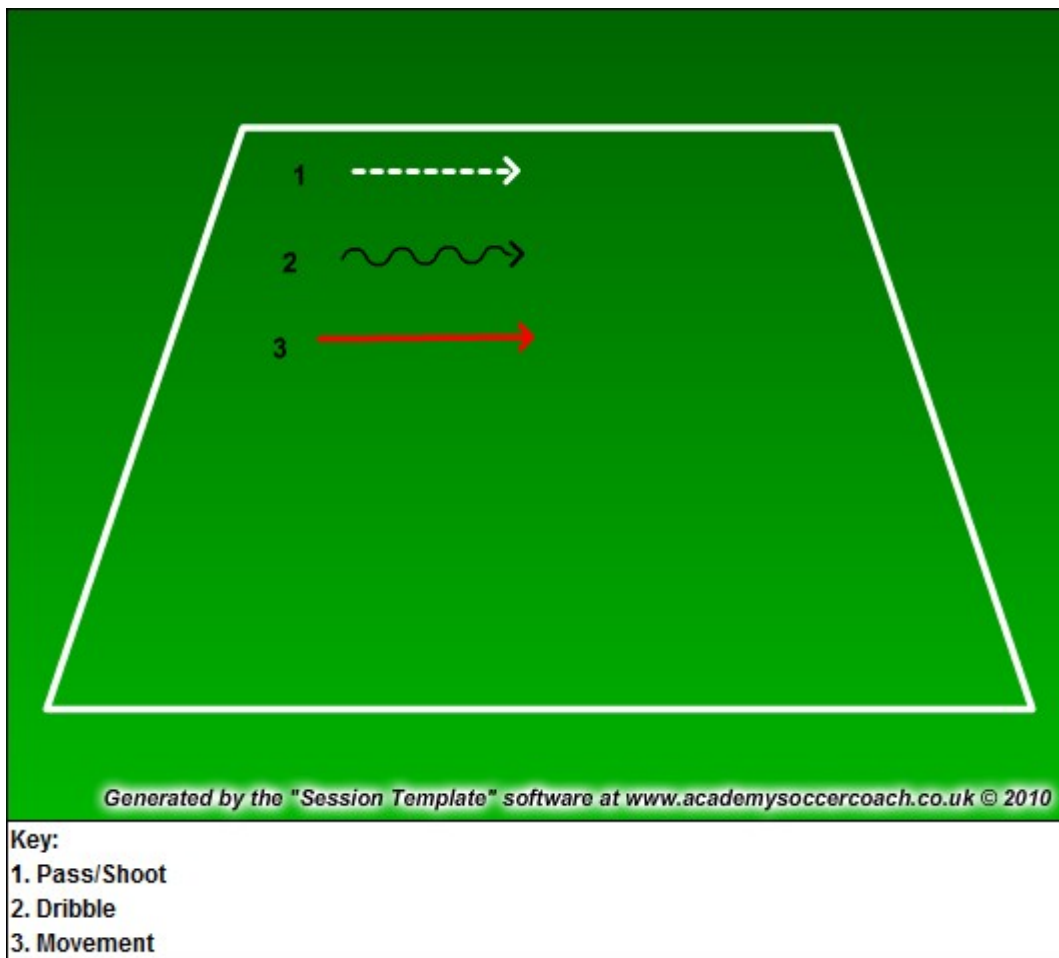 1
2
3
Generated by the "Session Template" software at www.academysoccercoach.co.uk © 2010
Key:
1. Pass/Shoot
2. Dribble
3. Movement